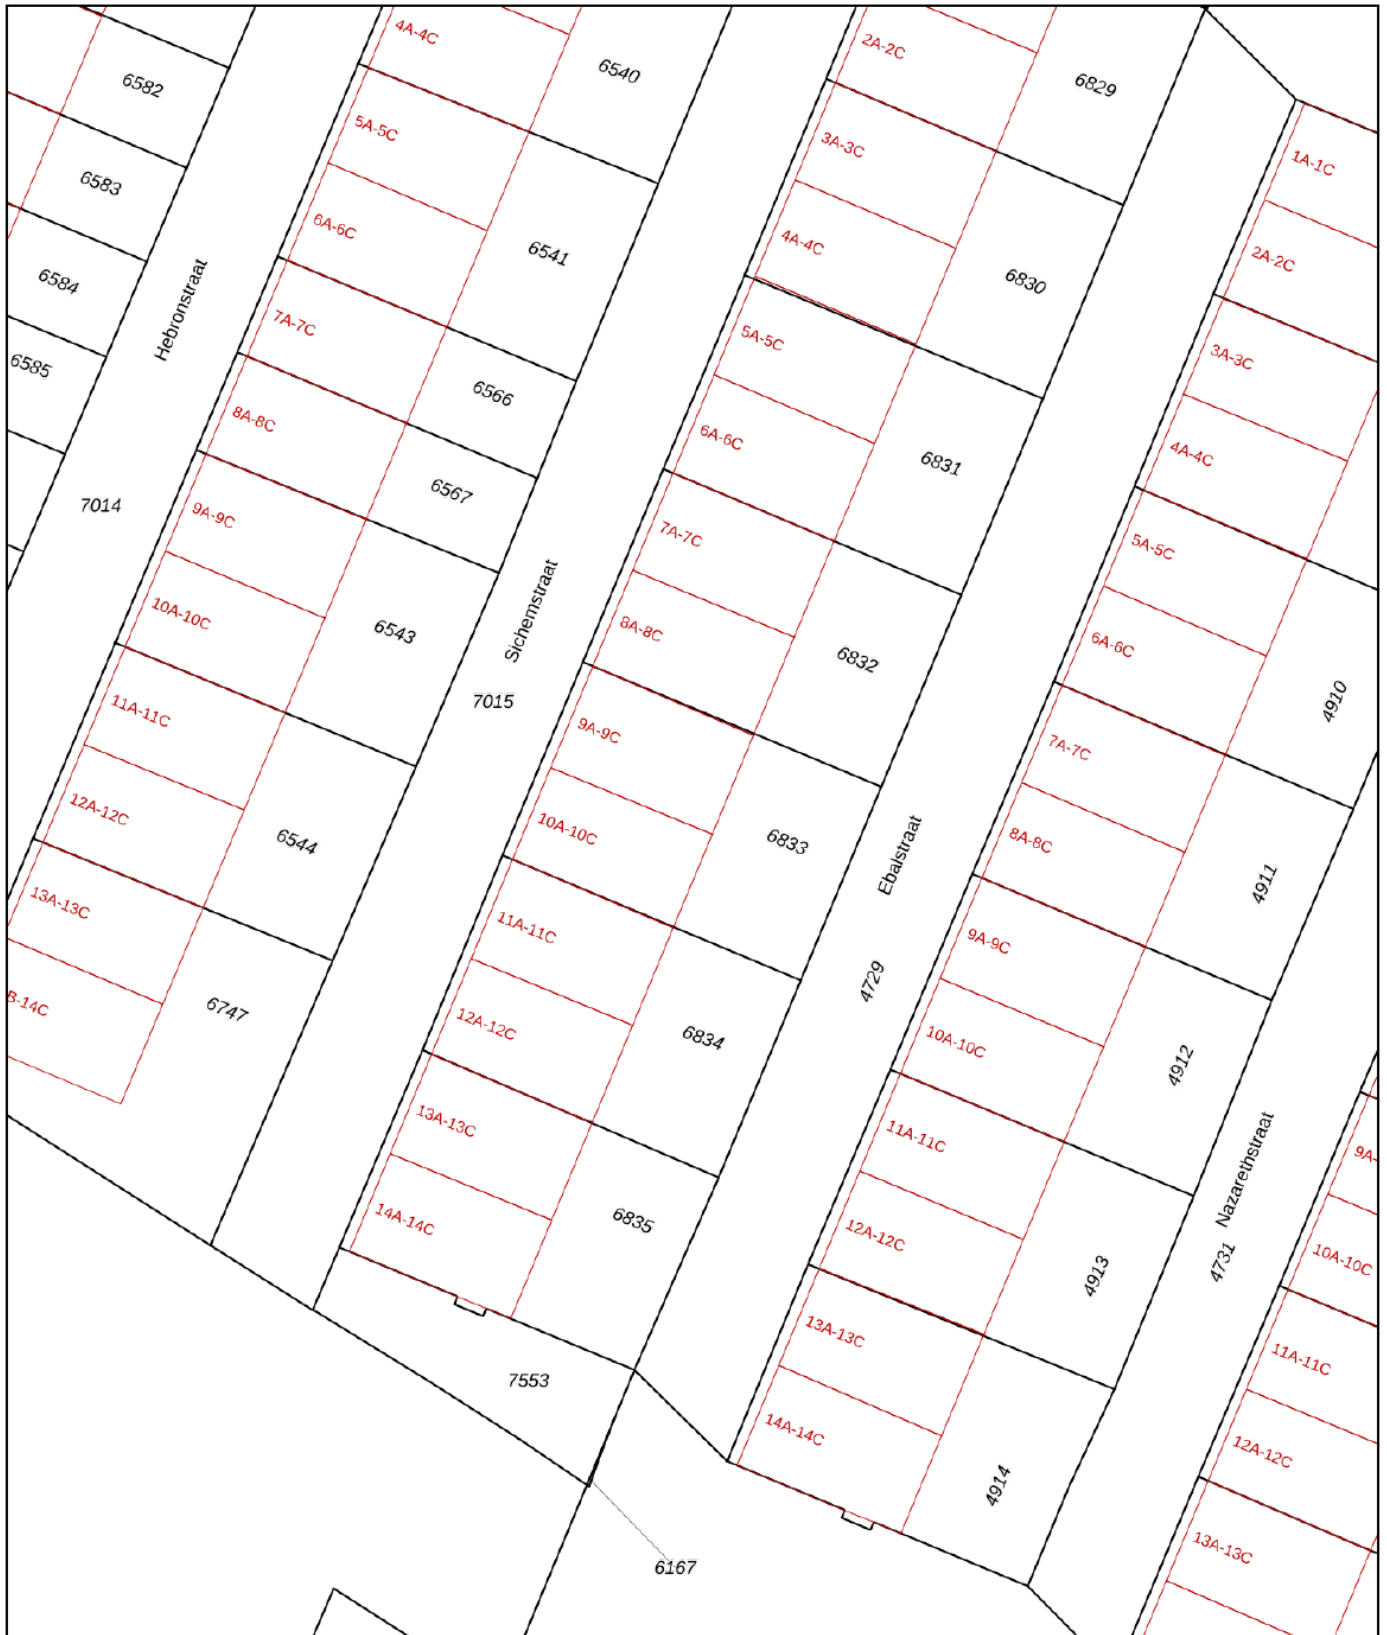 4A-4C
2A-2C
6540
6582
6829
5A-5C
3A-3C
1A-1C
6583
6A-6C
4A-4C
6541
2A-2C
6584
6830
Hebronstraat
7A-7C
5A-5C
3A-3C
6585
6566
8A-8C
6A-6C
4A-4C
6831
6567
7014
9A-9C
7A-7C
5A-5C
10A-10C
Sichemstraat
6543
8A-8C
6A-6C
6832
7015
4910
11A-11C
9A-9C
7A-7C
12A-12C
10A-10C
8A-8C
6544
6833
Ebalstraat
4911
13A-13C
11A-11C
9A-9C
4729
B-14C
6747
12A-12C
6834
10A-10C
4912
13A-13C
11A-11C
Nazarethstraat
9A-
14A-14C
6835
12A-12C
4731
4913
10A-10C
13A-13C
11A-11C
7553
14A-14C
12A-12C
4914
13A-13C
6167